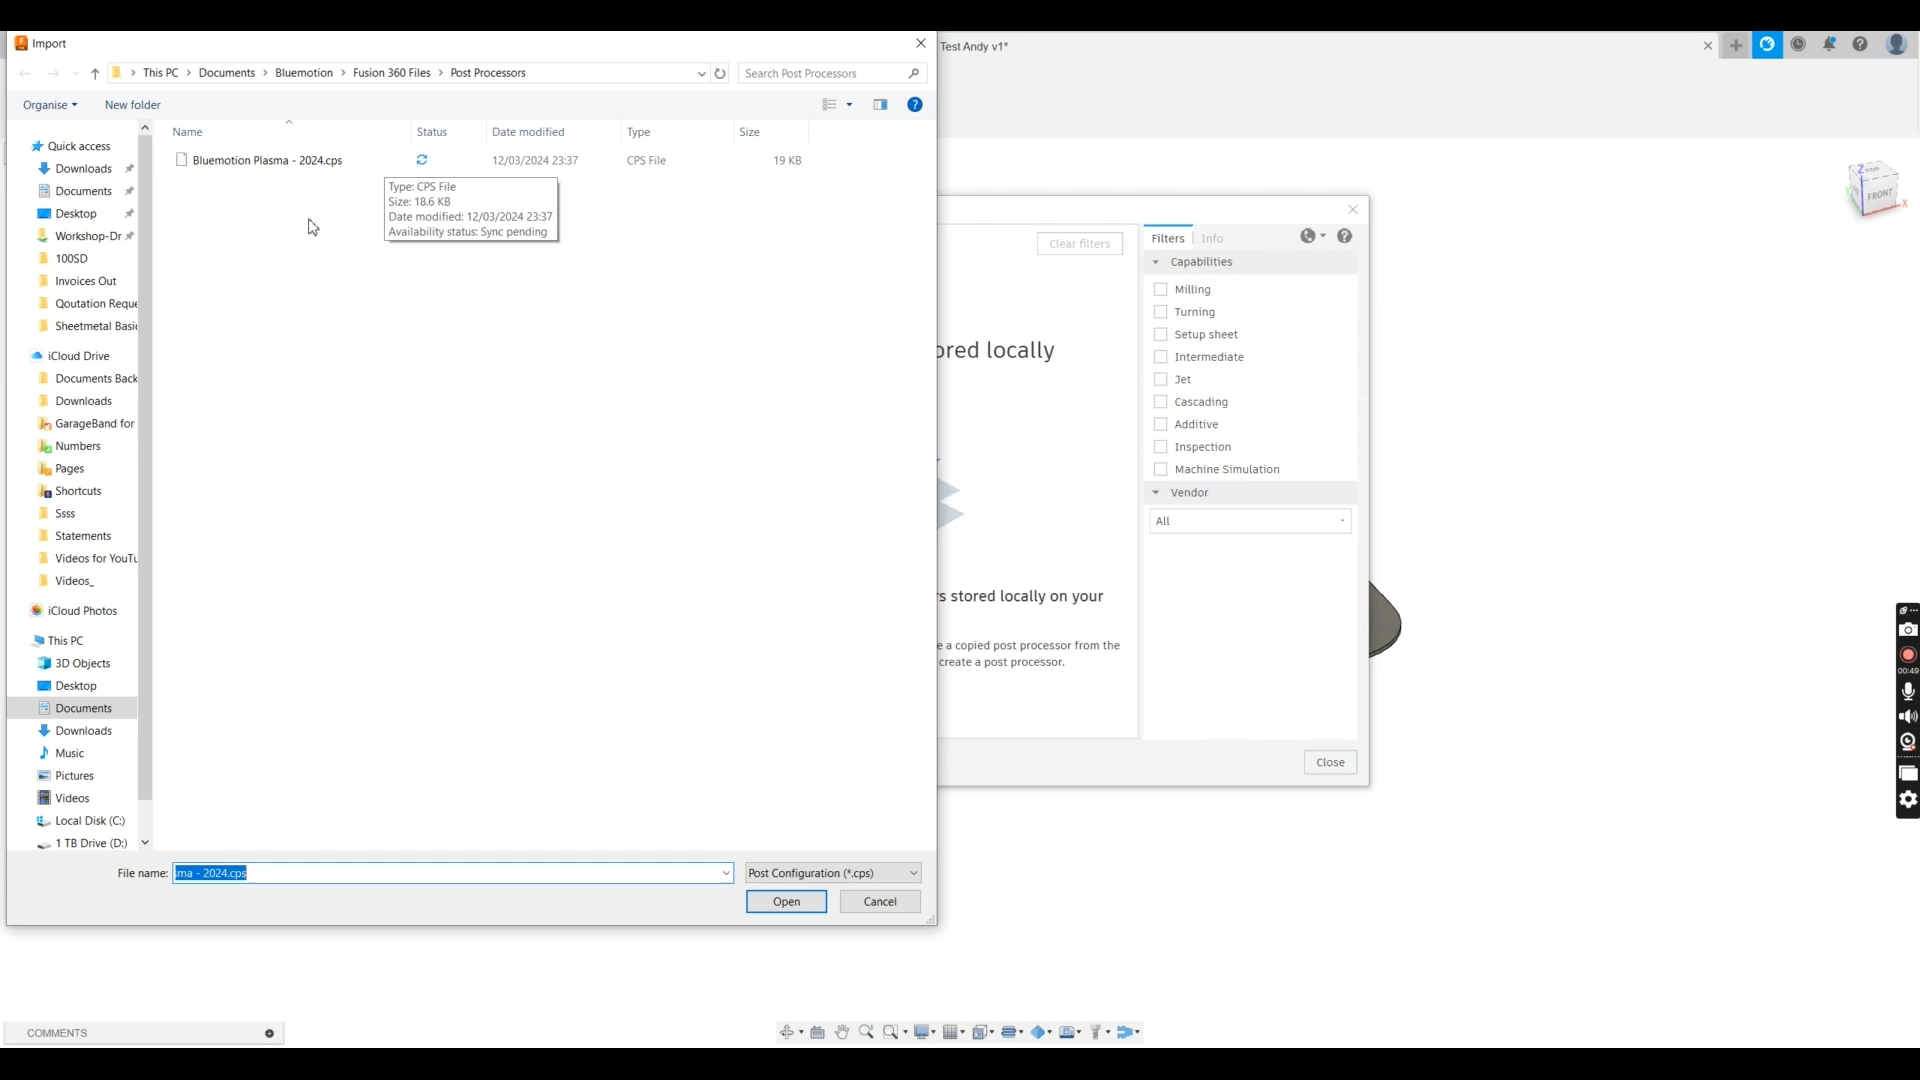 Import
Test Andy v1*
This PC > Documents > Bluemotion > Fusion 360 Files > Post Processors
Search Post Processors
Organise
New folder
Name
Status
Date modified
Type
Size
Bluemotion Plasma - 2024.cps
12/03/2024 23:37
CPS File
19 KB
Type: CPS File
Size: 18.6 KB
Date modified: 12/03/2024 23:37
Availability status: Sync pending
Quick access
Downloads
Documents
Desktop
Workshop-Dr
100SD
Invoices Out
Qoutation Reque
Sheetmetal Basic
iCloud Drive
Documents Back
Downloads
GarageBand for
Numbers
Pages
Shortcuts
Ssss
Statements
Videos for YouTu
Videos_
iCloud Photos
This PC
3D Objects
Desktop
Documents
Downloads
Music
Pictures
Videos
Local Disk (C:)
1 TB Drive (D:)
File name:
sma - 2024.cps
Post Configuration (*.cps)
Open
Cancel
Clear filters
ored locally
rs stored locally on your
e a copied post processor from the
create a post processor.
Filters
Info
Capabilities
Milling
Turning
Setup sheet
Intermediate
Jet
Cascading
Additive
Inspection
Machine Simulation
Vendor
All
Close
Z
TOP
FRONT
X
00:49
COMMENTS